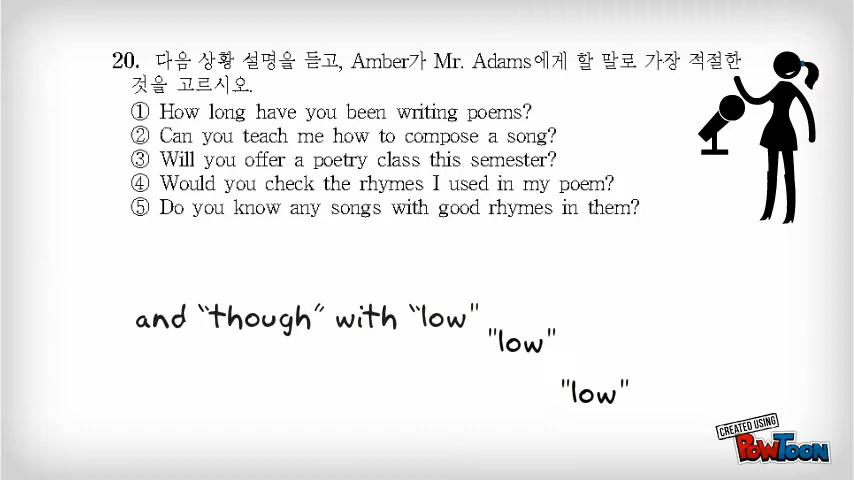 20. 다음 상황 설명을 듣고, Amber가 Mr. Adams에게 할 말로 가장 적절한
것을 고르시오.
① How long have you been writing poems?
② Can you teach me how to compose a song?
③ Will you offer a poetry class this semester?
④ Would you check the rhymes I used in my poem?
⑤ Do you know any songs with good rhymes in them?
and "though" with "low"
"low"
"low"
CREATED USING
POWTOON